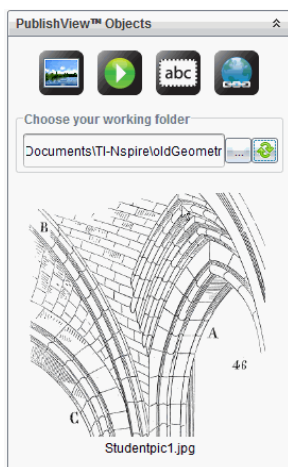 PublishView™ Objects
abc
Choose your working folder
Documents\TI-Nspire\oldGeometr
...
B
A
46
C
Studentpic1.jpg